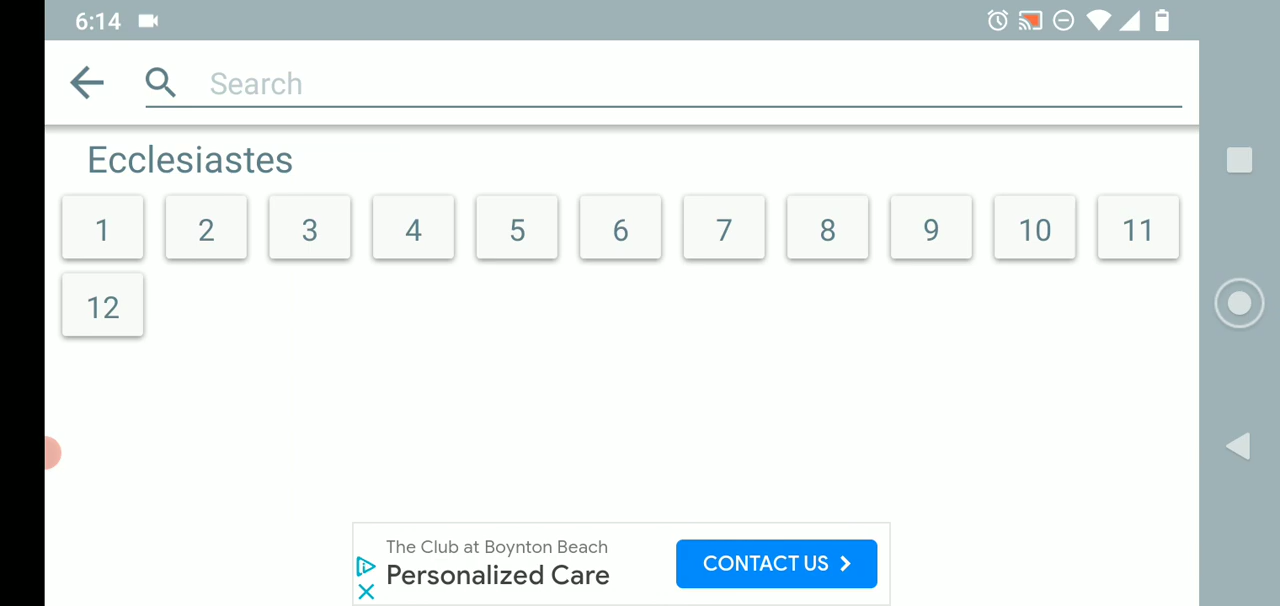 6:14
Search
Ecclesiastes
1 2 3 4 5 6 7 8 9 10 11
12
The Club at Boynton Beach
Personalized Care
CONTACT US